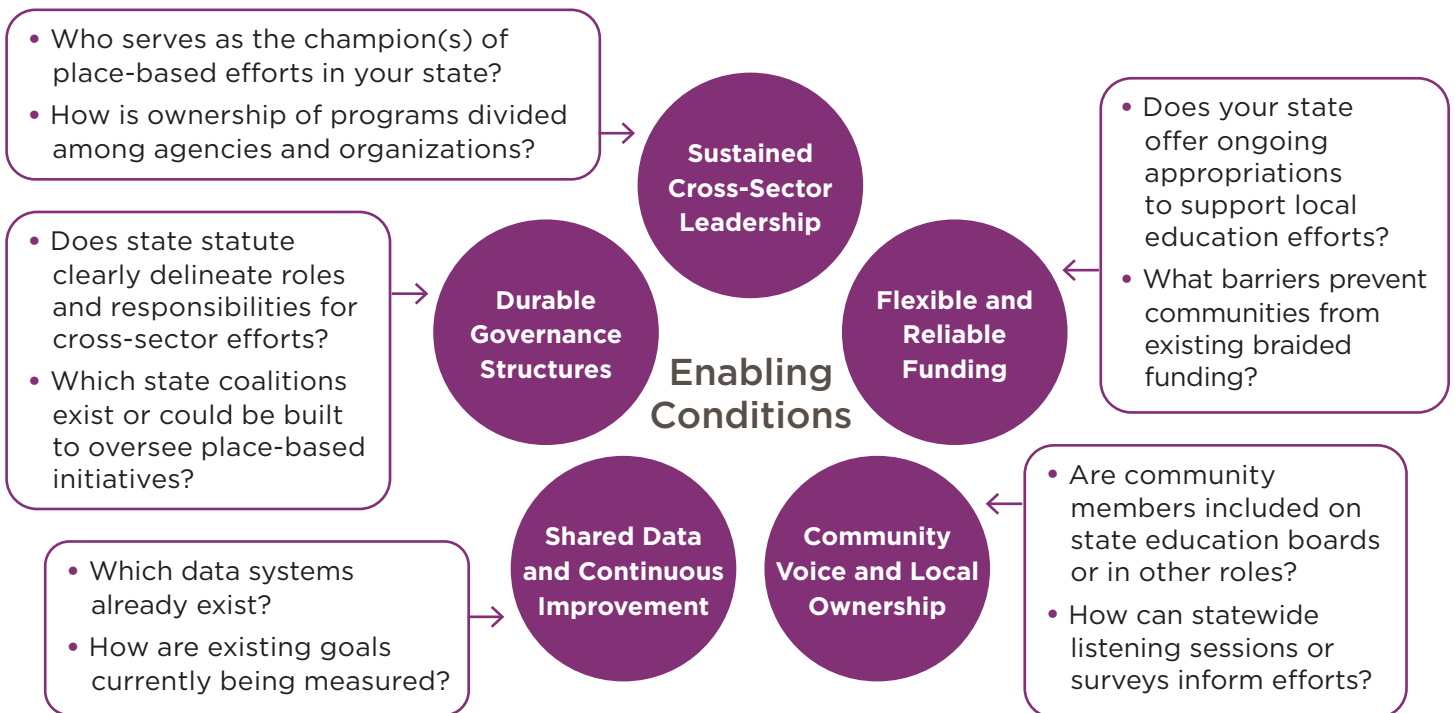 • Who serves as the champion(s) of
place-based efforts in your state?
• How is ownership of programs divided
among agencies and organizations?
Sustained
Cross-Sector
Leadership
• Does your state
offer ongoing
appropriations
to support local
education efforts?
• What barriers prevent
communities from
existing braided
funding?
Flexible and
Reliable
Funding
• Does state statute
clearly delineate roles
and responsibilities for
cross-sector efforts?
• Which state coalitions
exist or could be built
to oversee place-based
initiatives?
Durable
Governance
Structures
Enabling
Conditions
• Which data systems
already exist?
• How are existing goals
currently being measured?
Shared Data
and Continuous
Improvement
Community
Voice and Local
Ownership
• Are community
members included on
state education boards
or in other roles?
• How can statewide
listening sessions or
surveys inform efforts?